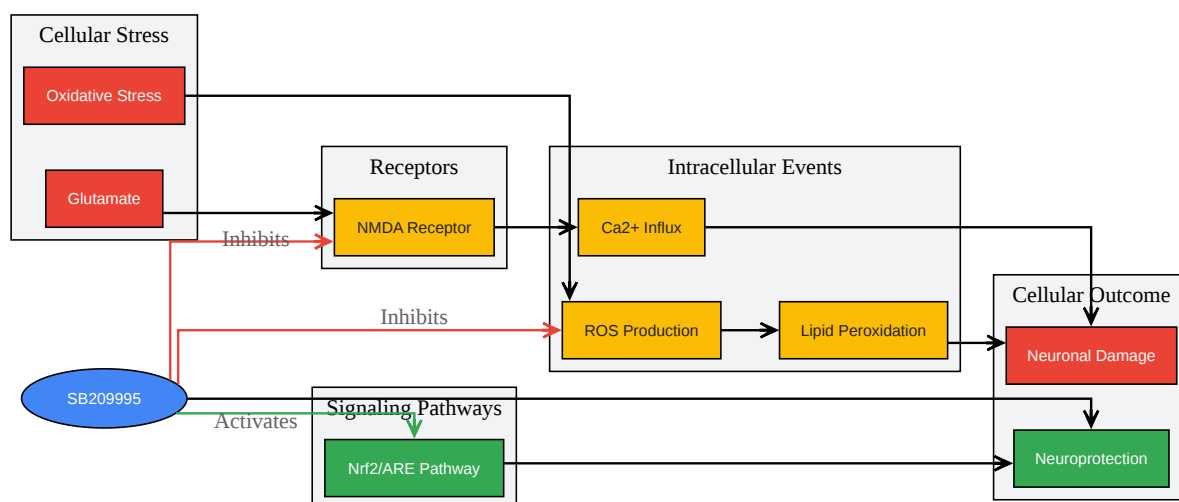 Cellular Stress
Oxidative Stress
Glutamate
Receptors
NMDA Receptor
Inhibits
Intracellular Events
Ca2+ Influx
Inhibits
ROS Production
Lipid Peroxidation
Cellular Outcome
Neuronal Damage
SB209995
Activates
Signaling Pathways
Nrf2/ARE Pathway
Neuroprotection